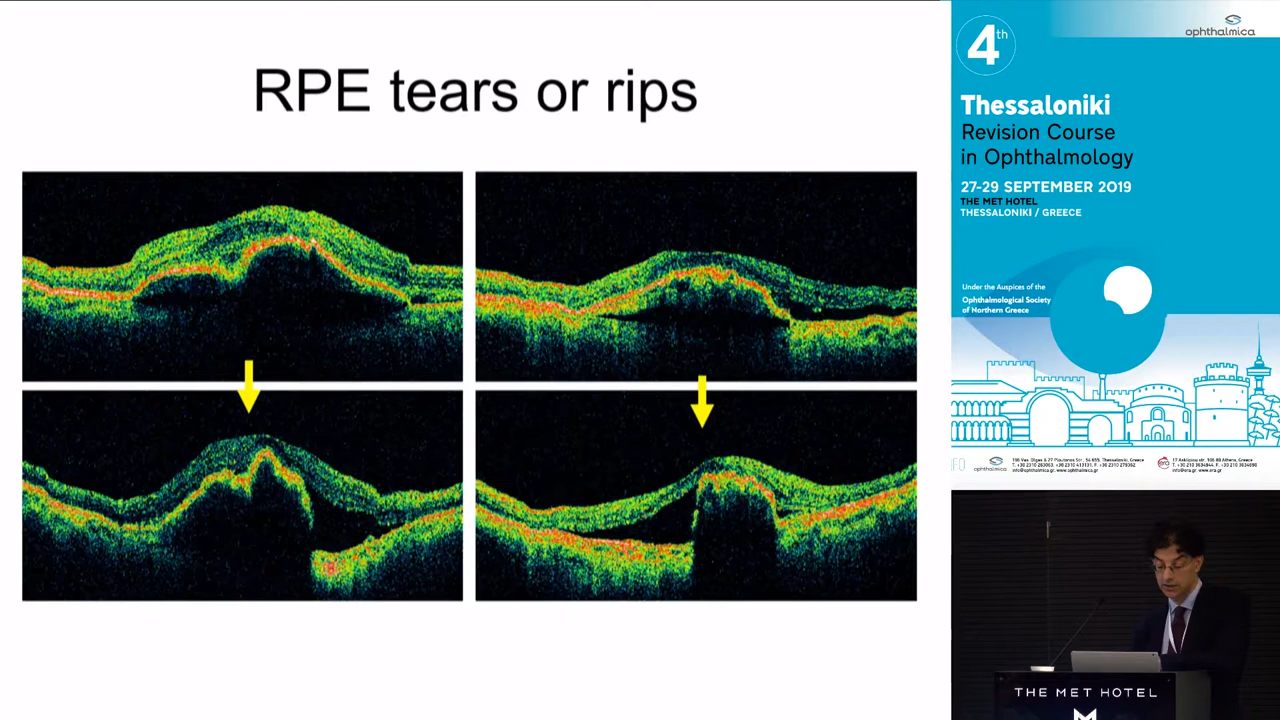 RPE tears or rips
ophthalmica
4th
Thessaloniki
Revision Course
in Ophthalmology
27-29 SEPTEMBER 2019
THE MET HOTEL
THESSALONIKI / GREECE
Under the Auspices of the
Ophthalmological Society
of Northern Greece
ophthalmica
THE MET HOTEL